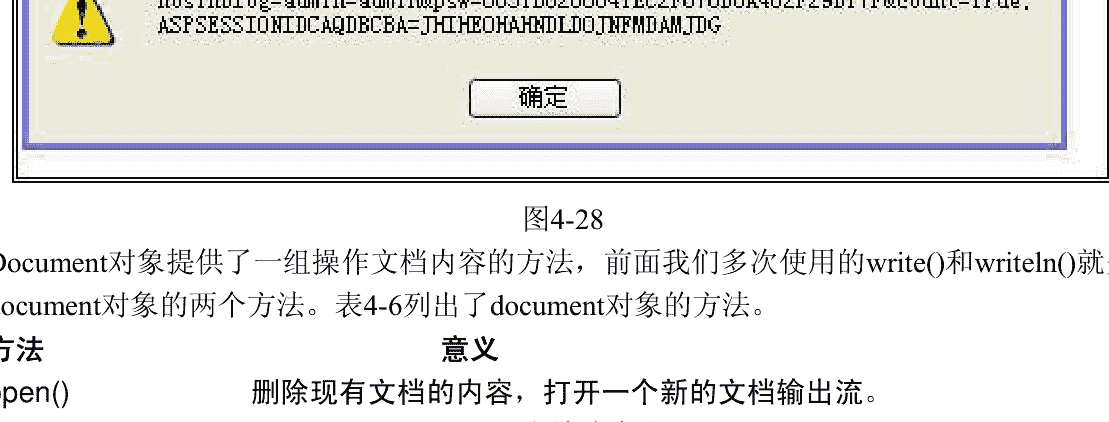 ASPSESSIONIDCAQDBCBA=JHIHEOHAHNDLDOJNFMDAMJDG
确定
图4-28
Document对象提供了一组操作文档内容的方法，前面我们多次使用的write()和writeln()就
document对象的两个方法。表4-6列出了document对象的方法。
方法 意义
open() 删除现有文档的内容，打开一个新的文档输出流。